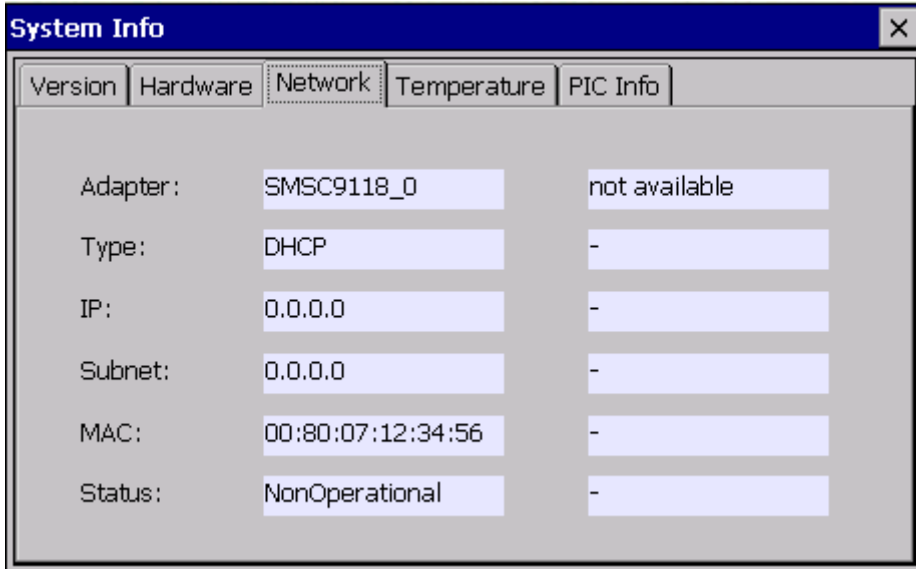 System Info
Version Hardware Network Temperature PIC Info
Adapter: SMSC9118_0 not available
Type: DHCP -
IP: 0.0.0.0 -
Subnet: 0.0.0.0 -
MAC: 00:80:07:12:34:56 -
Status: NonOperational -